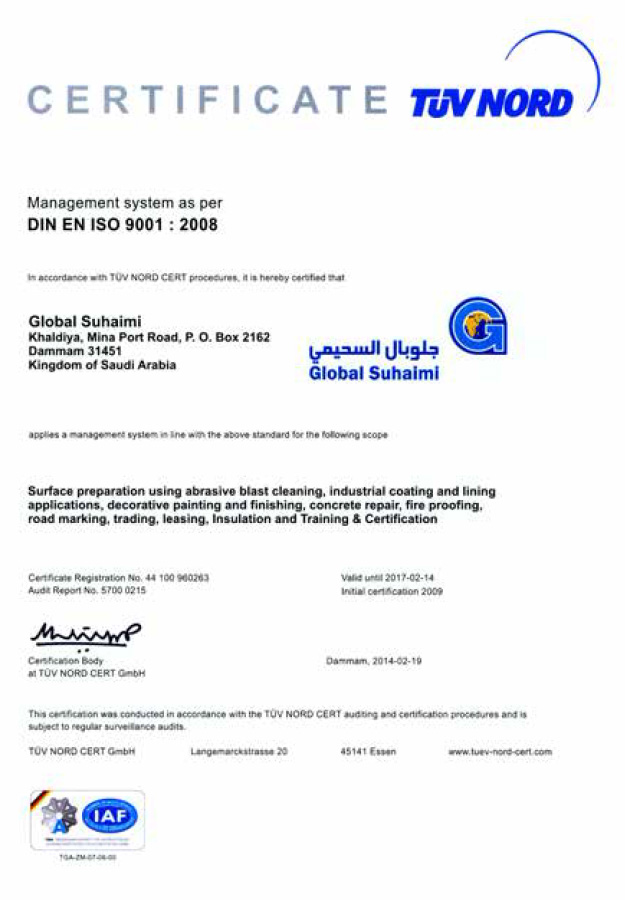 CERTIFICATE TÜV NORD
Management system as per
DIN EN ISO 9001 : 2008
In accordance with TÜV NORD CERT procedures, it is hereby certified that
Global Suhaimi
Khaldiya, Mina Port Road, P. O. Box 2162
Dammam 31451
Kingdom of Saudi Arabia
جلوبال السحيمي
Global Suhaimi
applies a management system in line with the above standard for the following scope
Surface preparation using abrasive blast cleaning, industrial coating and lining
applications, decorative painting and finishing, concrete repair, fire proofing,
road marking, trading, leasing, Insulation and Training & Certification
Certificate Registration No. 44 100 960263
Audit Report No. 5700 0215
Valid until 2017-02-14
Initial certification 2009
Certification Body
at TÜV NORD CERT GmbH
Dammam, 2014-02-19
This certification was conducted in accordance with the TÜV NORD CERT auditing and certification procedures and is
subject to regular surveillance audits.
TÜV NORD CERT GmbH Langemarckstrasse 20 45141 Essen www.tuev-nord-cert.com
A IAF
TGA-ZM-07-06-00